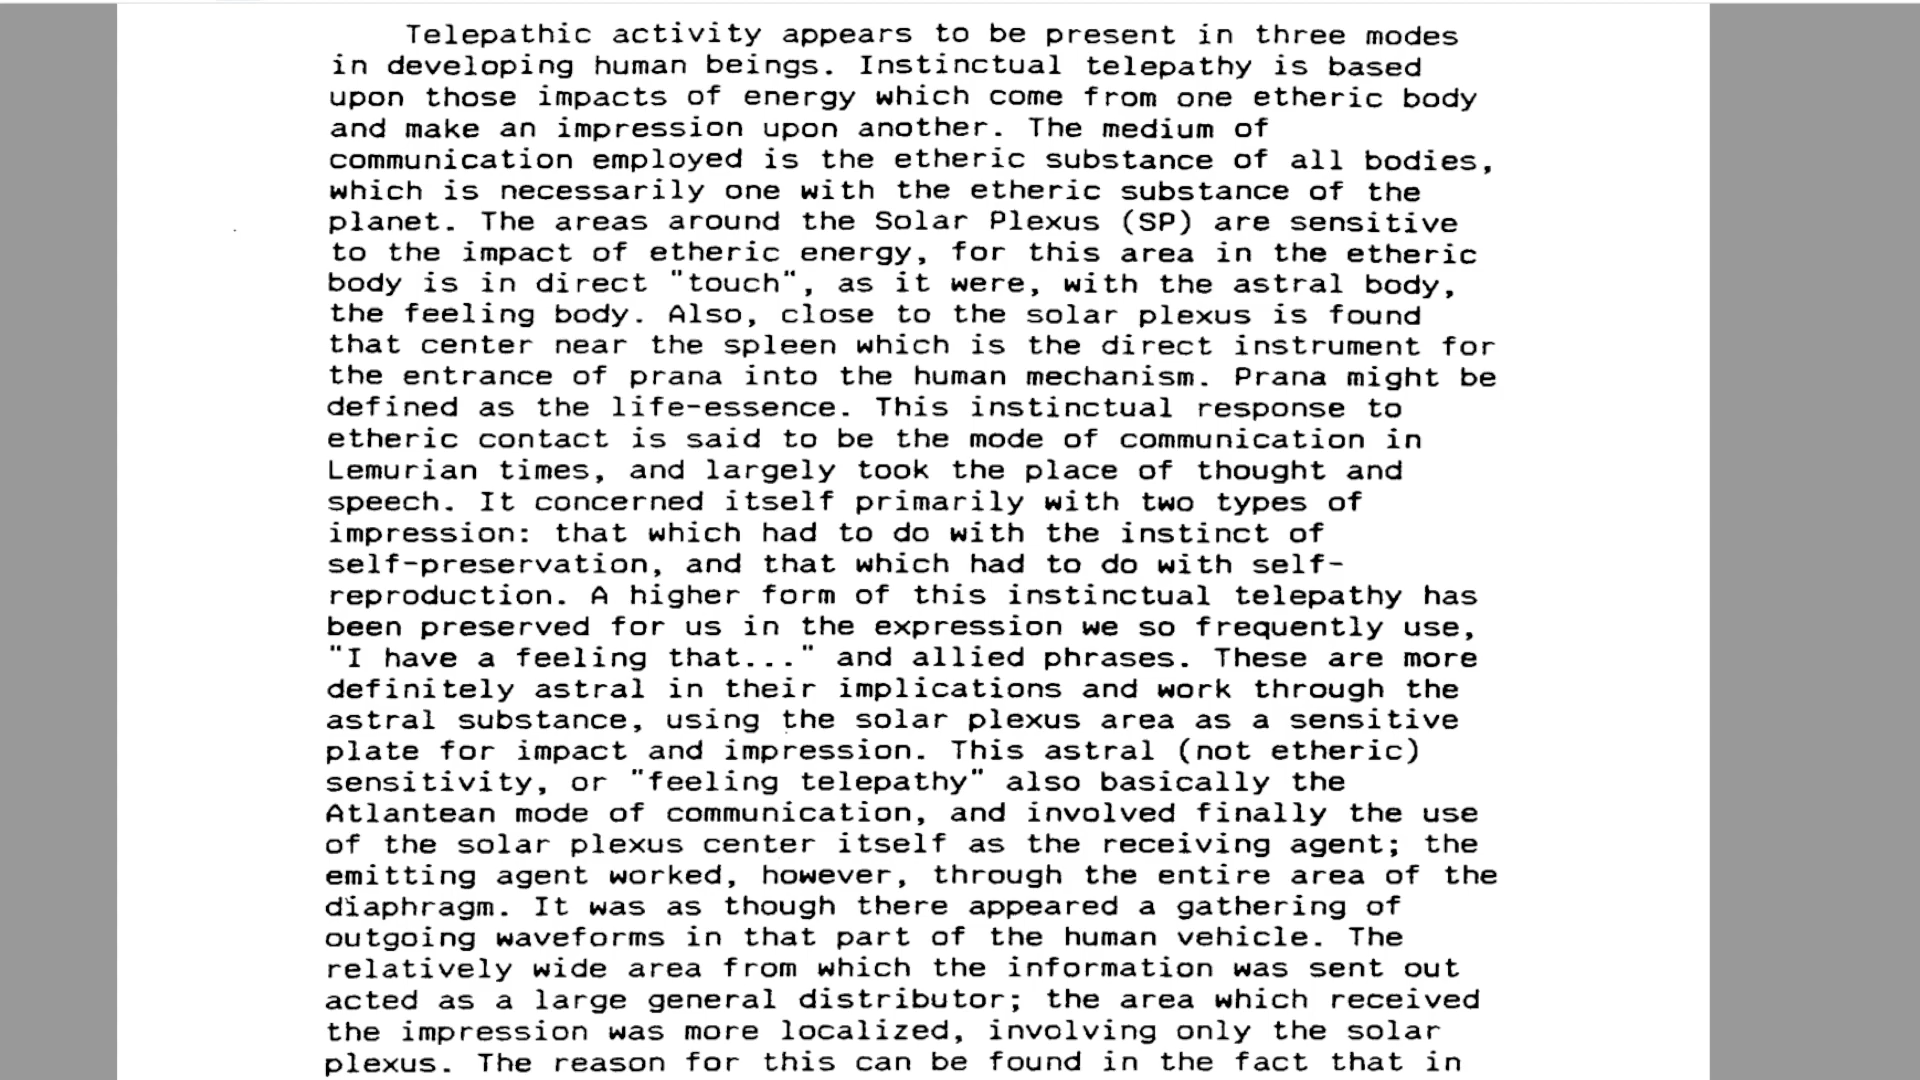 Telepathic activity appears to be present in three modes
in developing human beings. Instinctual telepathy is based
upon those impacts of energy which come from one etheric body
and make an impression upon another. The medium of
communication employed is the etheric substance of all bodies,
which is necessarily one with the etheric substance of the
planet. The areas around the Solar Plexus (SP) are sensitive
to the impact of etheric energy, for this area in the etheric
body is in direct "touch", as it were, with the astral body,
the feeling body. Also, close to the solar plexus is found
that center near the spleen which is the direct instrument for
the entrance of prana into the human mechanism. Prana might be
defined as the life-essence. This instinctual response to
etheric contact is said to be the mode of communication in
Lemurian times, and largely took the place of thought and
speech. It concerned itself primarily with two types of
impression: that which had to do with the instinct of
self-preservation, and that which had to do with self-
reproduction. A higher form of this instinctual telepathy has
been preserved for us in the expression we so frequently use,
"I have a feeling that..." and allied phrases. These are more
definitely astral in their implications and work through the
astral substance, using the solar plexus area as a sensitive
plate for impact and impression. This astral (not etheric)
sensitivity, or "feeling telepathy" also basically the
Atlantean mode of communication, and involved finally the use
of the solar plexus center itself as the receiving agent; the
emitting agent worked, however, through the entire area of the
diaphragm. It was as though there appeared a gathering of
outgoing waveforms in that part of the human vehicle. The
relatively wide area from which the information was sent out
acted as a large general distributor; the area which received
the impression was more localized, involving only the solar
plexus. The reason for this can be found in the fact that in